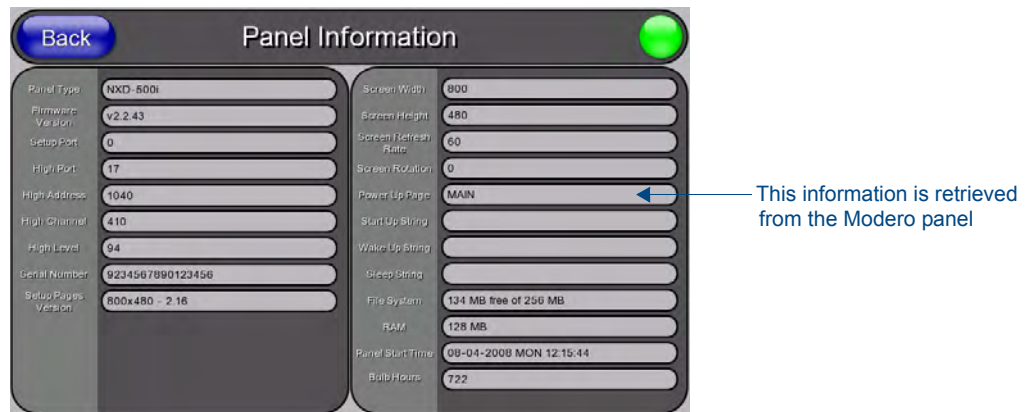 Back
Panel Information
Panel Type
NXD-500i
Firmware
Version
v2.2.43
Setup Port
0
High Port
17
High Address
1040
High Channel
410
High Level
94
Serial Number
9234567890123456
Setup Pages
Version
800x480 - 2.16
Screen Width
800
Screen Height
480
Screen Refresh
Rate
60
Screen Rotation
0
Power Up Page
MAIN
Start Up String
Wake Up String
Sleep String
File System
134 MB free of 256 MB
RAM
128 MB
Panel Start Time
08-04-2008 MON 12:15:44
Bulb Hours
722
This information is retrieved
from the Modero panel